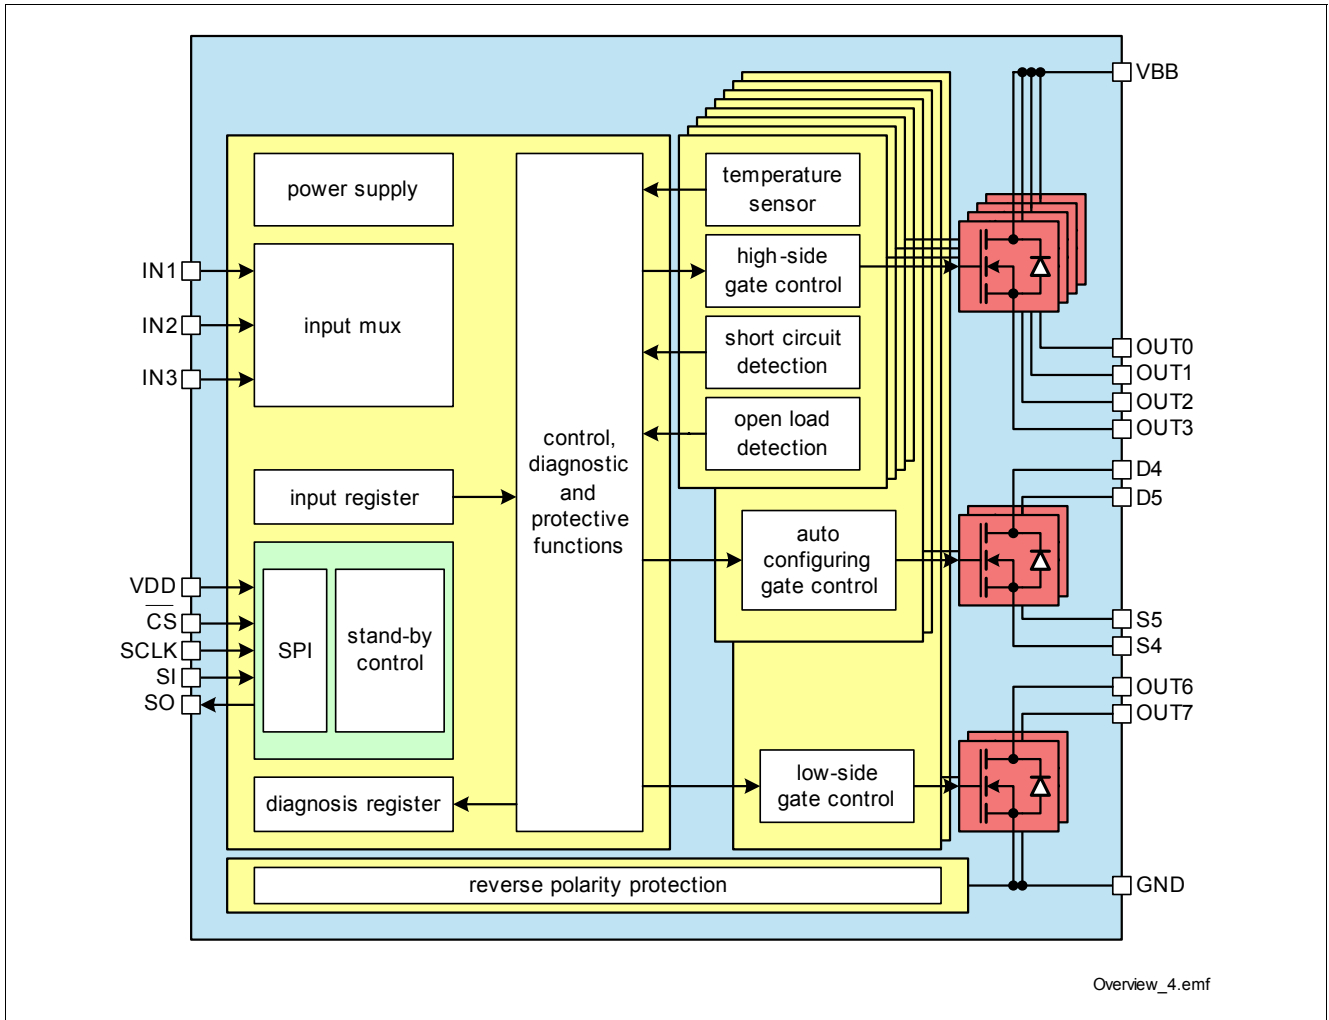 VBB
power supply
temperature
sensor
IN1
IN2
IN3
input mux
high-side
gate control
short circuit
detection
open load
detection
OUT0
OUT1
OUT2
OUT3
control,
diagnostic
and
protective
functions
input register
D4
D5
auto
configuring
gate control
VDD
CS
SCLK
SI
SO
SPI
stand-by
control
S5
S4
OUT6
OUT7
low-side
gate control
diagnosis register
reverse polarity protection
GND
Overview_4.emf